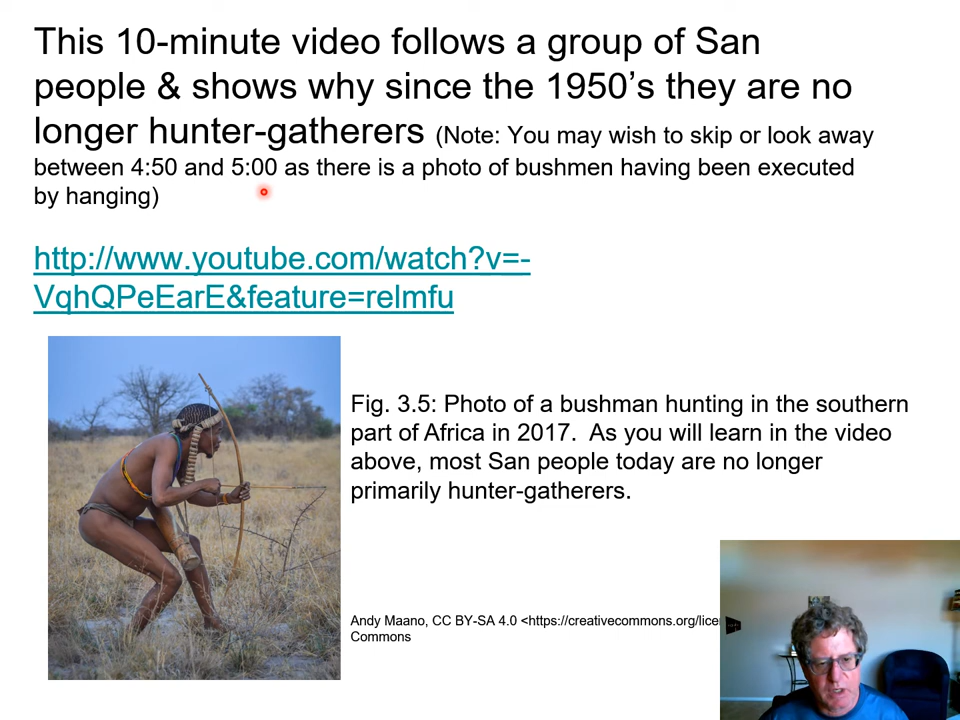 This 10-minute video follows a group of San
people & shows why since the 1950’s they are no
longer hunter-gatherers (Note: You may wish to skip or look away
between 4:50 and 5:00 as there is a photo of bushmen having been executed
by hanging)
http://www.youtube.com/watch?v=-
VqhQPeEarE&feature=relmfu
Fig. 3.5: Photo of a bushman hunting in the southern
part of Africa in 2017.  As you will learn in the video
above, most San people today are no longer
primarily hunter-gatherers.
Andy Maano, CC BY-SA 4.0 <https://creativecommons.org/licen
Commons